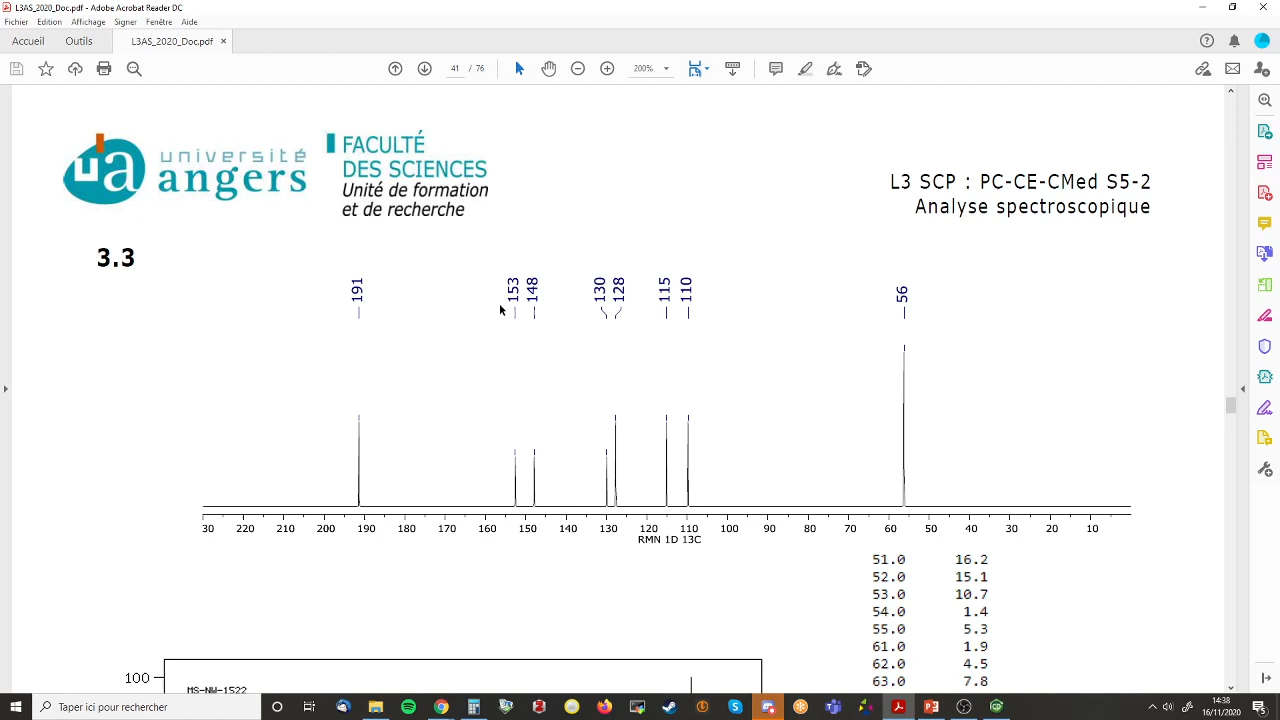 L3AS_2020_Doc.pdf - Adobe Acrobat Reader DC
Fichier Edition Affichage Signer Fenêtre Aide
Accueil Outils L3AS_2020_Doc.pdf ×
41 / 76 200%
université
angers
FACULTÉ
DES SCIENCES
Unité de formation
et de recherche
L3 SCP : PC-CE-CMed S5-2
Analyse spectroscopique
3.3
191 153 148 130 128 115 110 56
230 220 210 200 190 180 170 160 150 140 130 120 110 100 90 80 70 60 50 40 30 20 10
RMN 1D 13C
51.0 16.2
52.0 15.1
53.0 10.7
54.0 1.4
55.0 5.3
61.0 1.9
62.0 4.5
63.0 7.8
100
MS-NW-1522
Taper ici pour rechercher
14:38
16/11/2020